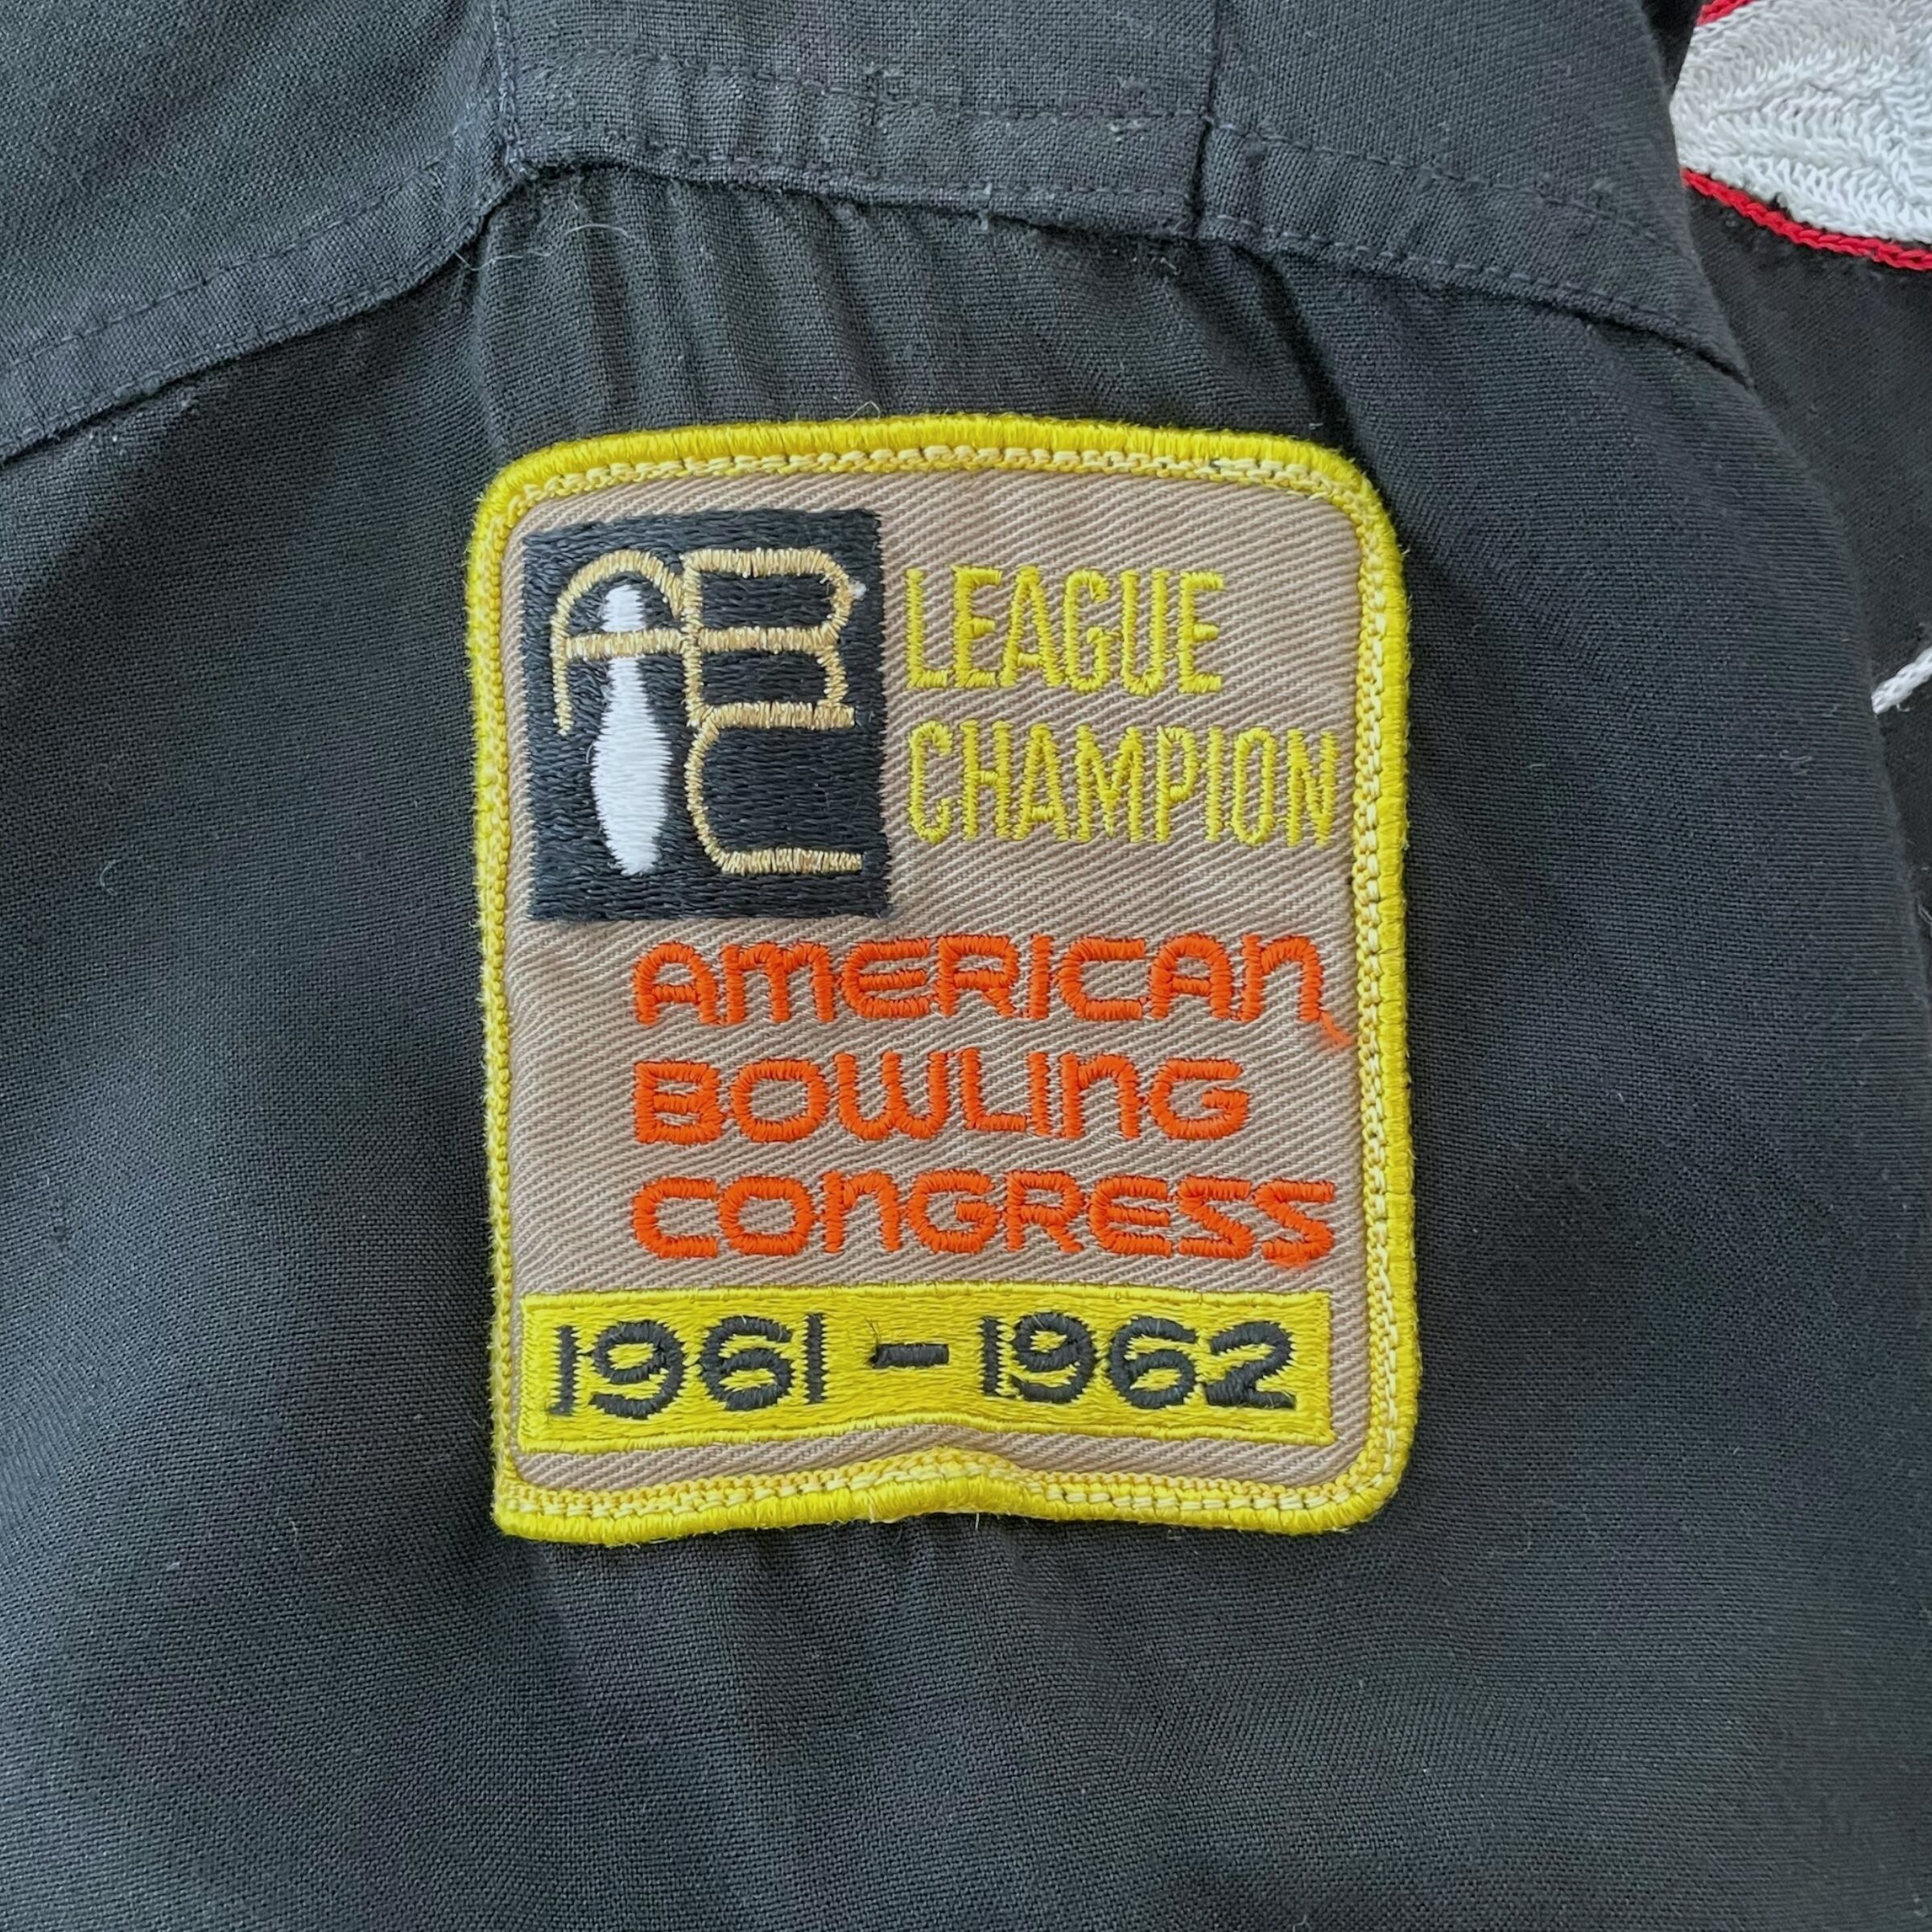 ABC
LEAGUE
CHAMPION
AMERICAN
BOWLING
CONGRESS
1961 - 1962